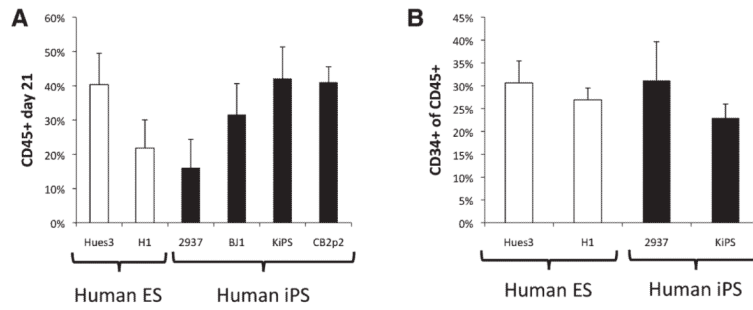 A
CD45+ day 21
60%
50%
40%
30%
20%
10%
0%
Hues3 H1 2937 BJ1 KiPS CB2p2
Human ES Human iPS
B
CD34+ of CD45+
45%
40%
35%
30%
25%
20%
15%
10%
5%
0%
Hues3 H1 2937 KiPS
Human ES Human iPS